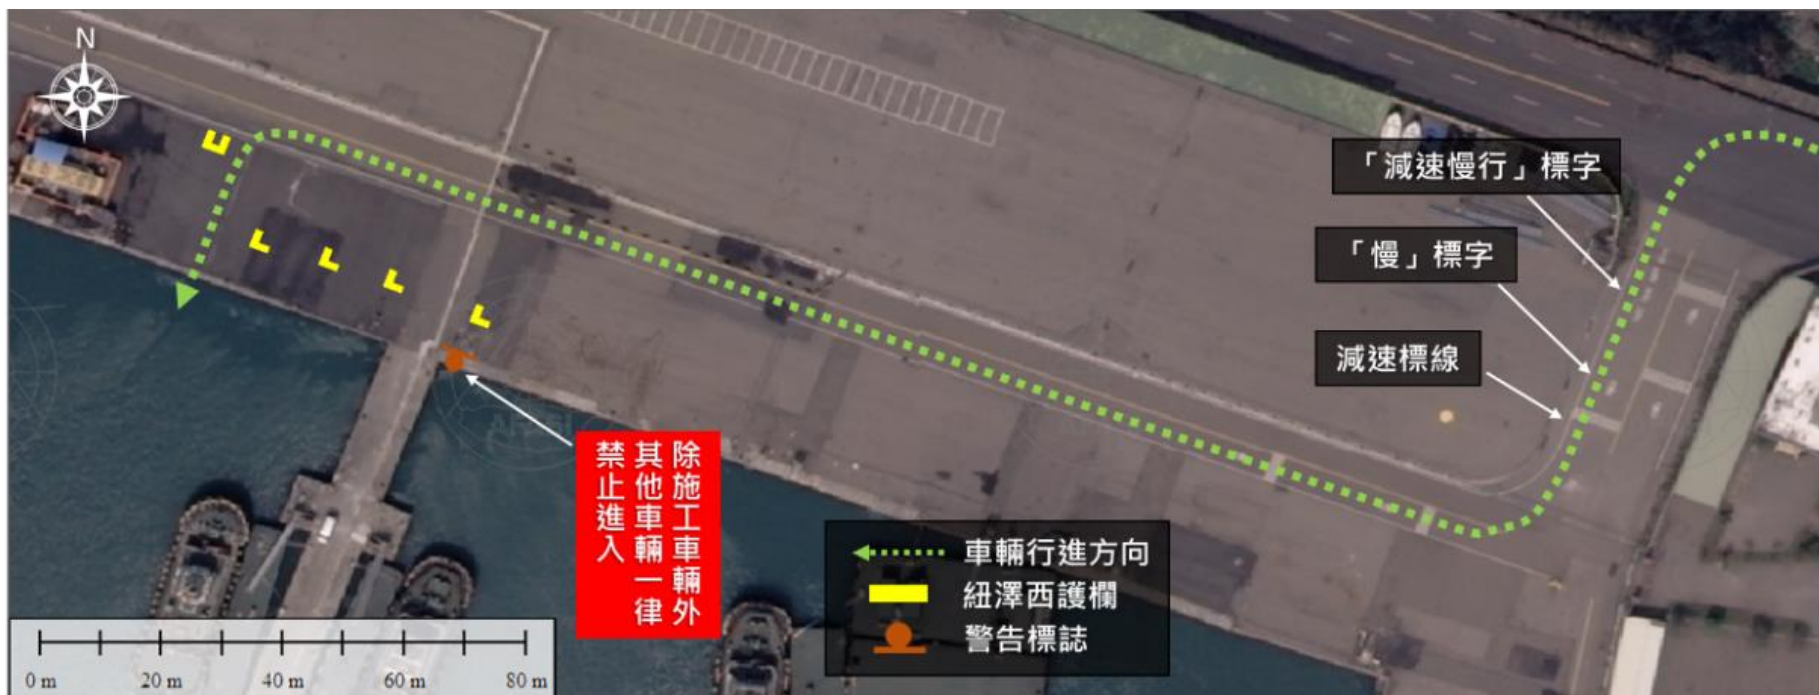 N
「減速慢行」標字
「慢」標字
減速標線
除施工車輛外
其他車輛一律
禁止進入
車輛行進方向
紐澤西護欄
警告標誌
0 m 20 m 40 m 60 m 80 m